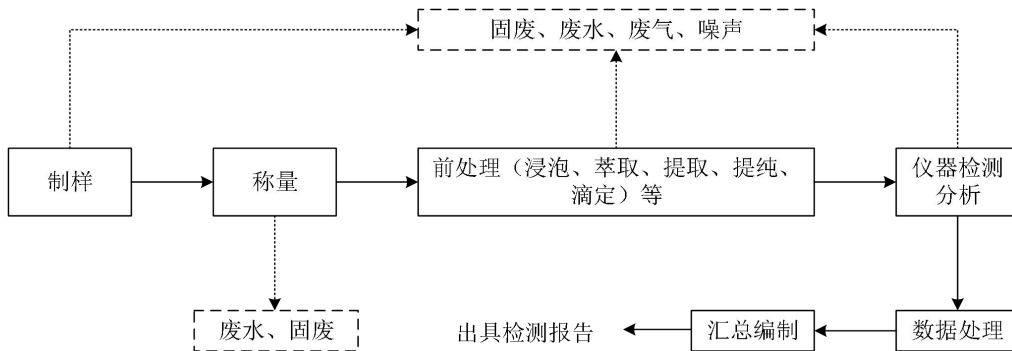 固废、废水、废气、噪声
制样
称量
前处理（浸泡、萃取、提取、提纯、
滴定）等
仪器检测
分析
废水、固废
出具检测报告
汇总编制
数据处理